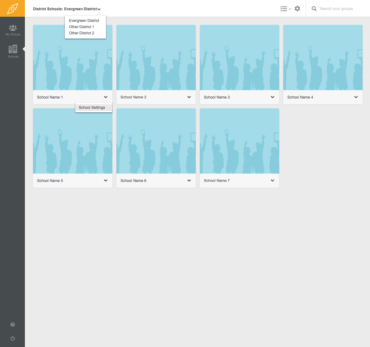 District Schools: Evergreen District
Search your groups
Evergreen District
Other District 1
Other District 2
My Group
Schools
School Name 1
School Name 2
School Name 3
School Name 4
School Settings
School Name 5
School Name 6
School Name 7